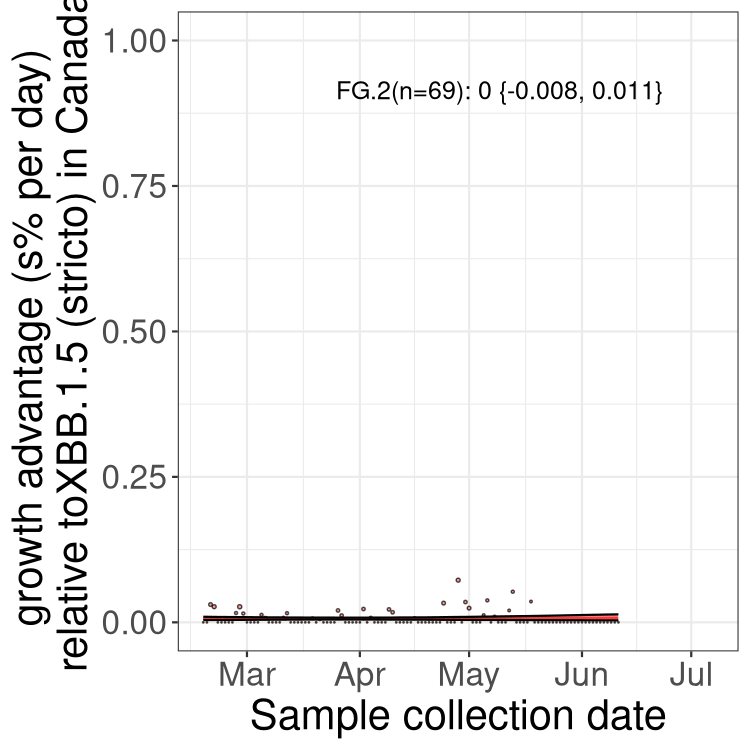 growth advantage (s% per day)
relative toXBB.1.5 (stricto) in Canada
1.00
0.75
0.50
0.25
0.00
FG.2(n=69): 0 {-0.008, 0.011}
Mar Apr May Jun Jul
Sample collection date